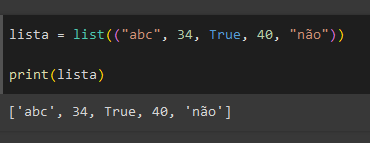 lista = list(("abc", 34, True, 40, "não"))
print(lista)
['abc', 34, True, 40, 'não']